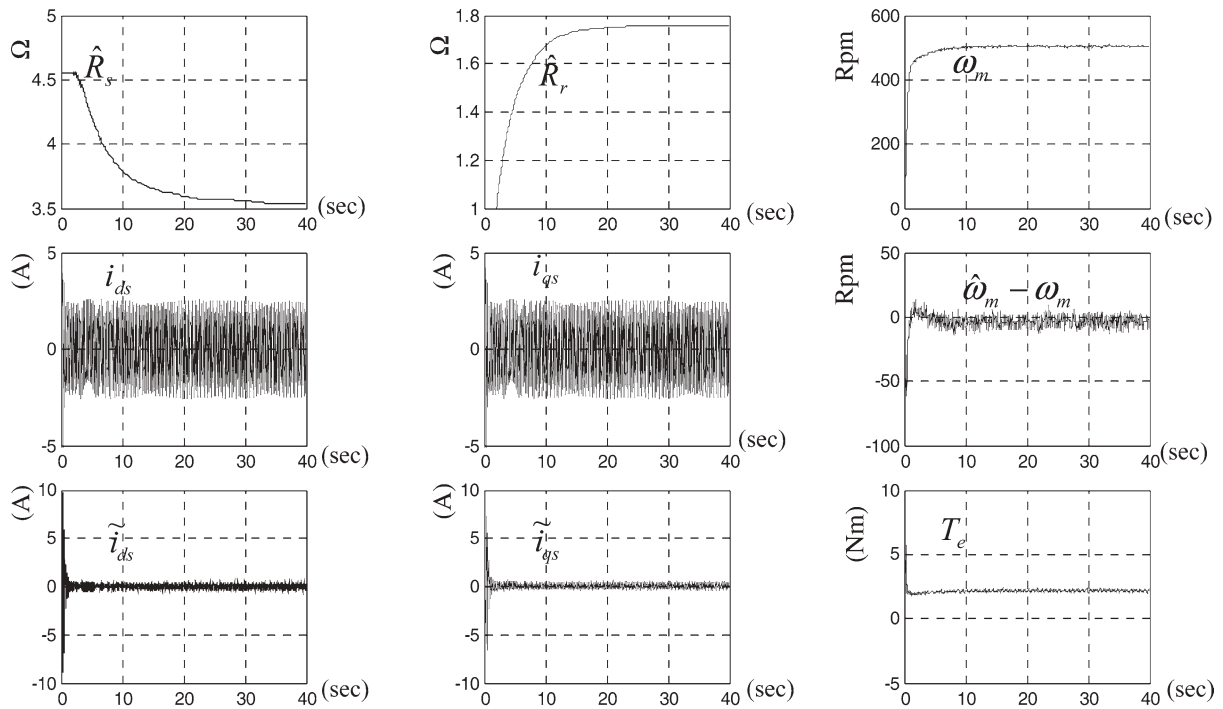 Ω
5
4.5
4
3.5
R̂s
0 10 20 30 40
(sec)
Ω
1.8
1.6
1.4
1.2
1
R̂r
0 10 20 30 40
(sec)
Rpm
600
400
200
0
ωm
0 10 20 30 40
(sec)
(A)
5
0
-5
ids
0 10 20 30 40
(sec)
(A)
5
0
-5
iqs
0 10 20 30 40
(sec)
Rpm
50
0
-50
-100
ω̂m − ωm
0 10 20 30 40
(sec)
(A)
10
5
0
-5
-10
ĩds
0 10 20 30 40
(sec)
(A)
10
5
0
-5
-10
ĩqs
0 10 20 30 40
(sec)
(Nm)
10
5
0
-5
Te
0 10 20 30 40
(sec)